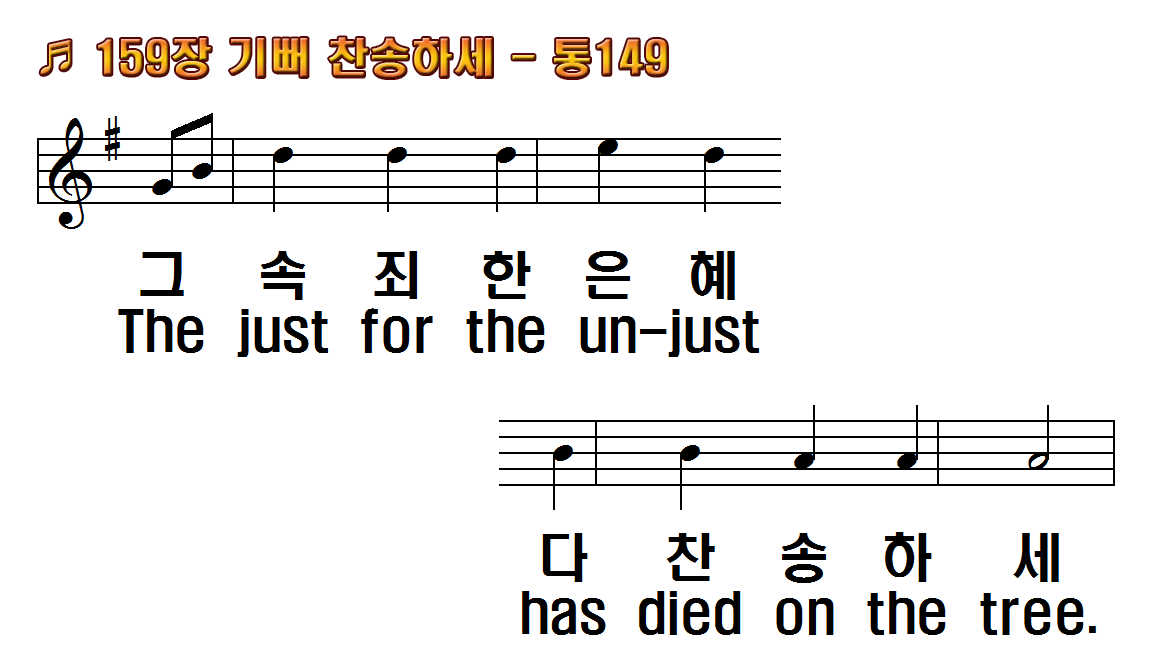 ♬ 159장 기뻐 찬송하세 - 통149
그 속 죄 한 은 혜
The just for the un-just
다 찬 송 하 세
has died on the tree.